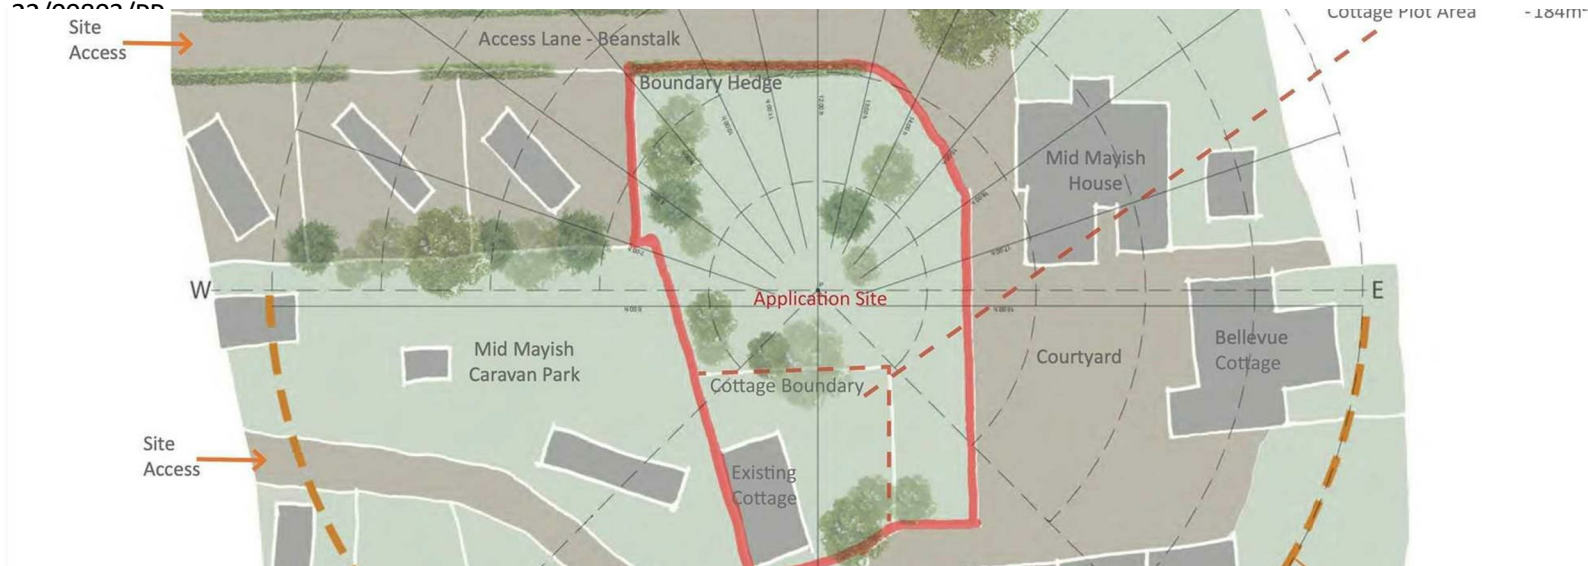 Site
Access
Access Lane - Beanstalk
Cottage Plot Area -184m²
Boundary Hedge
Mid Mayish
House
W
E
Application Site
Mid Mayish
Caravan Park
Courtyard
Bellevue
Cottage
Cottage Boundary
Site
Access
Existing
Cottage